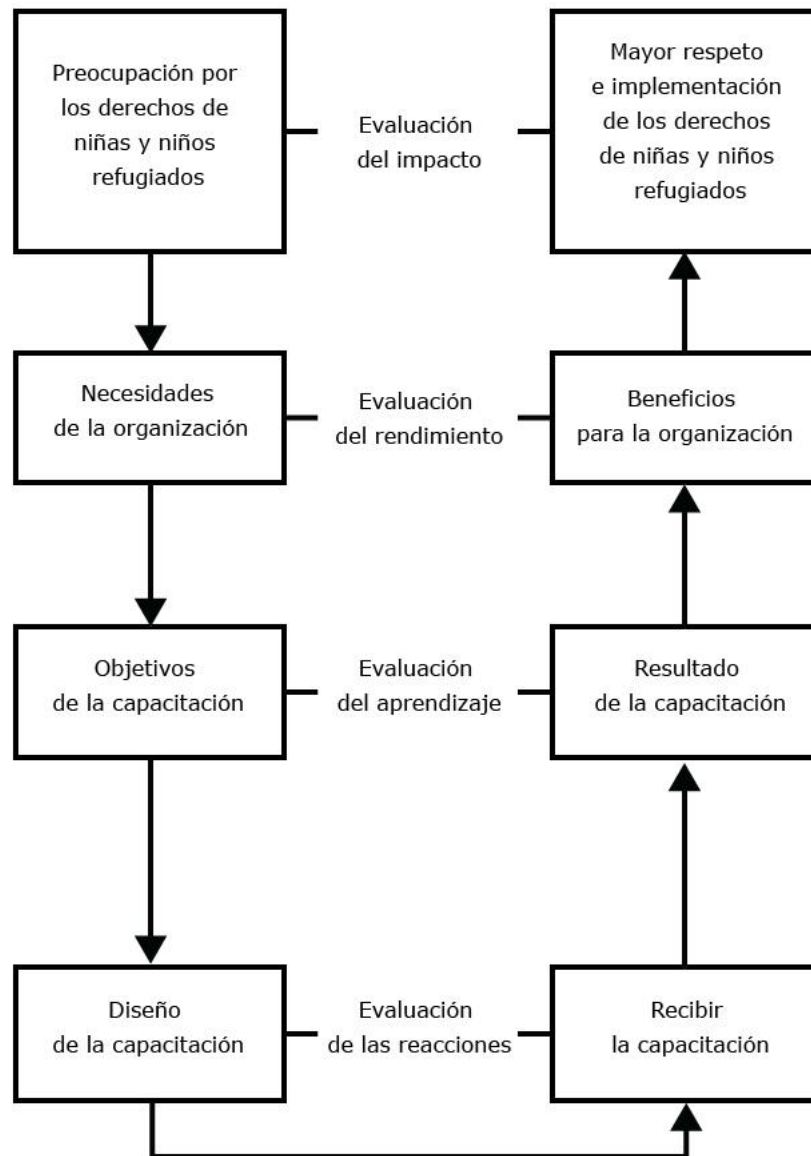 Preocupación por
los derechos de
niñas y niños
refugiados
Evaluación
del impacto
Mayor respeto
e implementación
de los derechos
de niñas y niños
refugiados
Necesidades
de la organización
Evaluación
del rendimiento
Beneficios
para la organización
Objetivos
de la capacitación
Evaluación
del aprendizaje
Resultado
de la capacitación
Diseño
de la capacitación
Evaluación
de las reacciones
Recibir
la capacitación